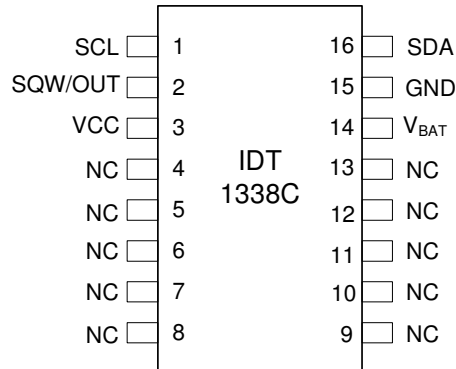 SCL 1 16 SDA
SQW/OUT 2 15 GND
VCC 3 14 VBAT
NC 4 13 NC
IDT
1338C
NC 5 12 NC
NC 6 11 NC
NC 7 10 NC
NC 8 9 NC